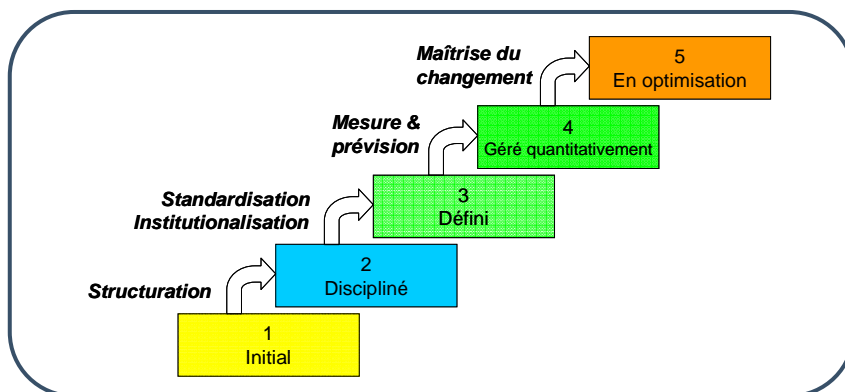 Maîtrise du
changement
5
En optimisation
Mesure &
prévision
4
Géré quantitativement
Standardisation
Institutionalisation
3
Défini
Structuration
2
Discipliné
1
Initial